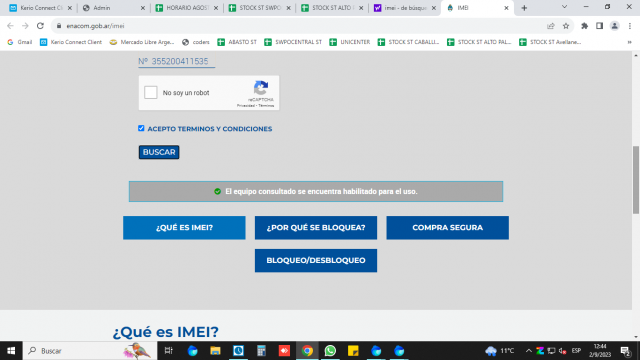 Kerio Connect Client
Admin
HORARIO AGOS
STOCK ST SWPO
STOCK ST ALTO P
imei - de búsqu
IMEI
enacom.gob.ar/imei
Gmail
Kerio Connect Client
Mercado Libre Arge...
coders
ABASTO ST
SWPOCENTRAL ST
UNICENTER
STOCK ST CABALLI...
STOCK ST ALTO PAL...
STOCK ST Avellane...
Nº 355200411535
No soy un robot
reCAPTCHA
Privacidad - Términos
ACEPTO TERMINOS Y CONDICIONES
BUSCAR
El equipo consultado se encuentra habilitado para el uso.
¿QUÉ ES IMEI?
¿POR QUÉ SE BLOQUEA?
COMPRA SEGURA
BLOQUEO/DESBLOQUEO
¿Qué es IMEI?
Buscar
11°C
ESP
12:44
2/9/2023